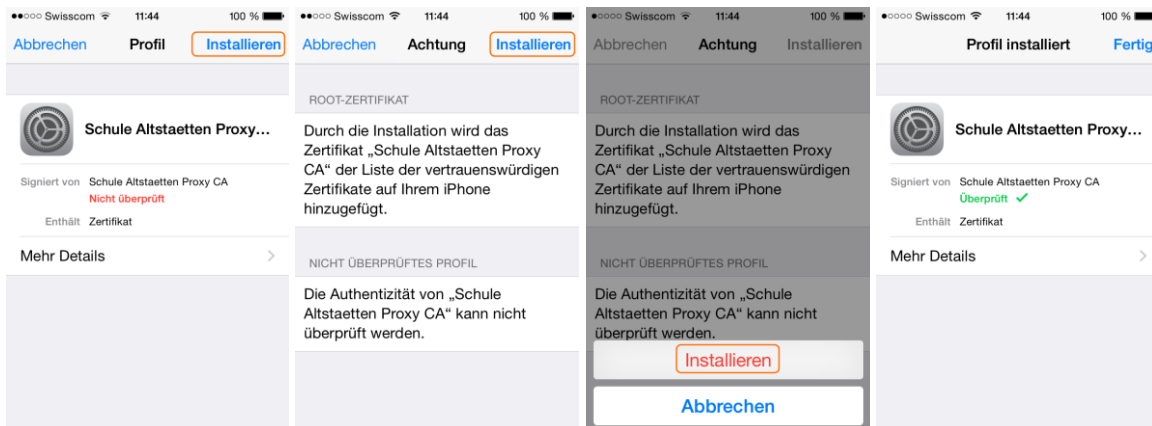 Swisscom 11:44 100 %
Abbrechen Profil Installieren
Schule Altstaetten Proxy...
Signiert von Schule Altstaetten Proxy CA
Nicht überprüft
Enthält Zertifikat
Mehr Details
Swisscom 11:44 100 %
Abbrechen Achtung Installieren
ROOT-ZERTIFIKAT
Durch die Installation wird das
Zertifikat „Schule Altstaetten Proxy
CA“ der Liste der vertrauenswürdigen
Zertifikate auf Ihrem iPhone
hinzugefügt.
NICHT ÜBERPRÜFTES PROFIL
Die Authentizität von „Schule
Altstaetten Proxy CA“ kann nicht
überprüft werden.
Swisscom 11:44 100 %
Abbrechen Achtung Installieren
ROOT-ZERTIFIKAT
Durch die Installation wird das
Zertifikat „Schule Altstaetten Proxy
CA“ der Liste der vertrauenswürdigen
Zertifikate auf Ihrem iPhone
hinzugefügt.
NICHT ÜBERPRÜFTES PROFIL
Die Authentizität von „Schule
Altstaetten Proxy CA“ kann nicht
überprüft werden.
Installieren
Abbrechen
Swisscom 11:44 100 %
Profil installiert Fertig
Schule Altstaetten Proxy...
Signiert von Schule Altstaetten Proxy CA
Überprüft ✓
Enthält Zertifikat
Mehr Details